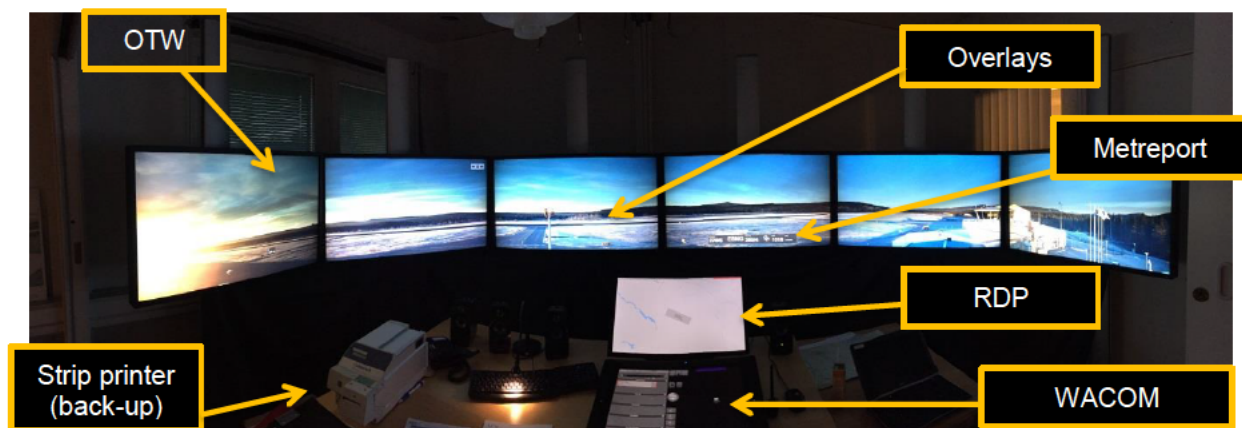 OTW
Overlays
Metreport
RDP
Strip printer
(back-up)
WACOM